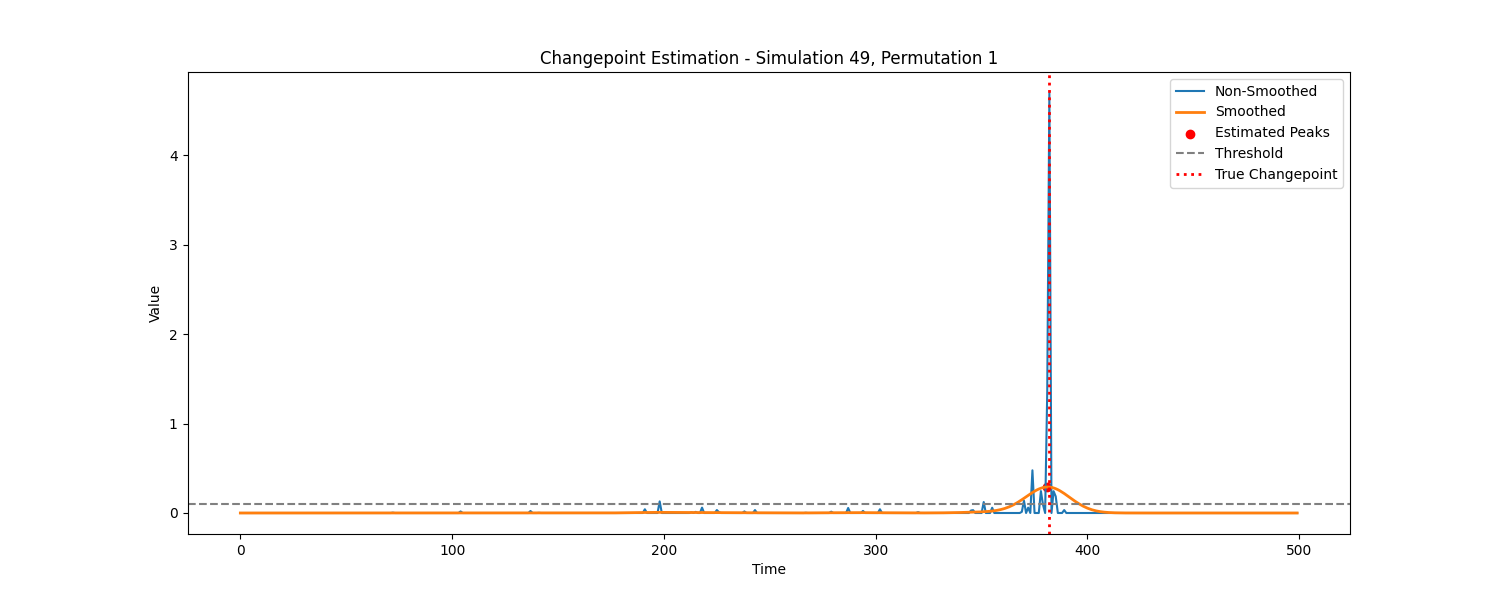 Changepoint Estimation - Simulation 49, Permutation 1
Non-Smoothed
Smoothed
Estimated Peaks
Threshold
True Changepoint
4
3
2
1
0
Value
0 100 200 300 400 500
Time